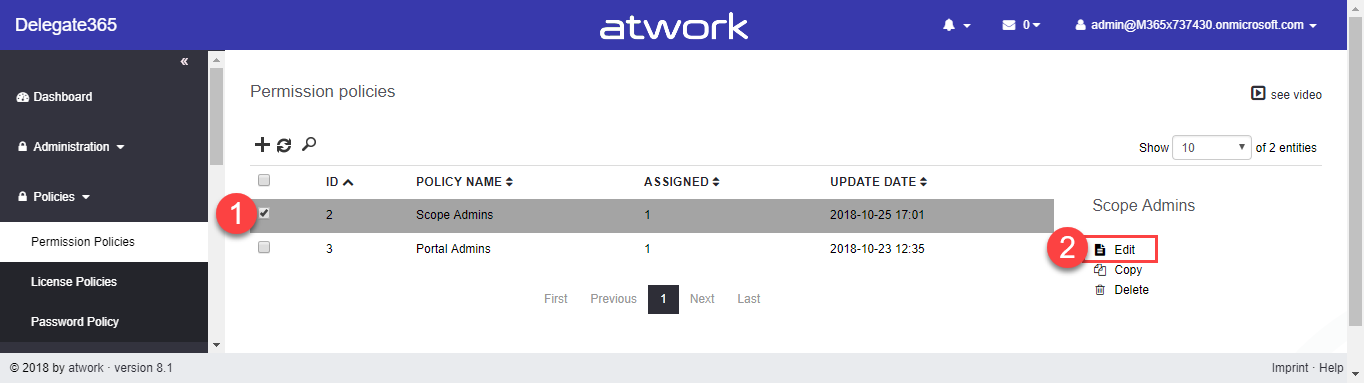 Delegate365 atwork 0 admin@M365x737430.onmicrosoft.com
«
Dashboard
Administration
Policies
Permission Policies
License Policies
Password Policy
Permission policies
see video
Show 10 of 2 entities
ID POLICY NAME ASSIGNED UPDATE DATE
1 2 Scope Admins 1 2018-10-25 17:01
3 Portal Admins 1 2018-10-23 12:35
First Previous 1 Next Last
Scope Admins
2 Edit
Copy
Delete
© 2018 by atwork · version 8.1 Imprint · Help